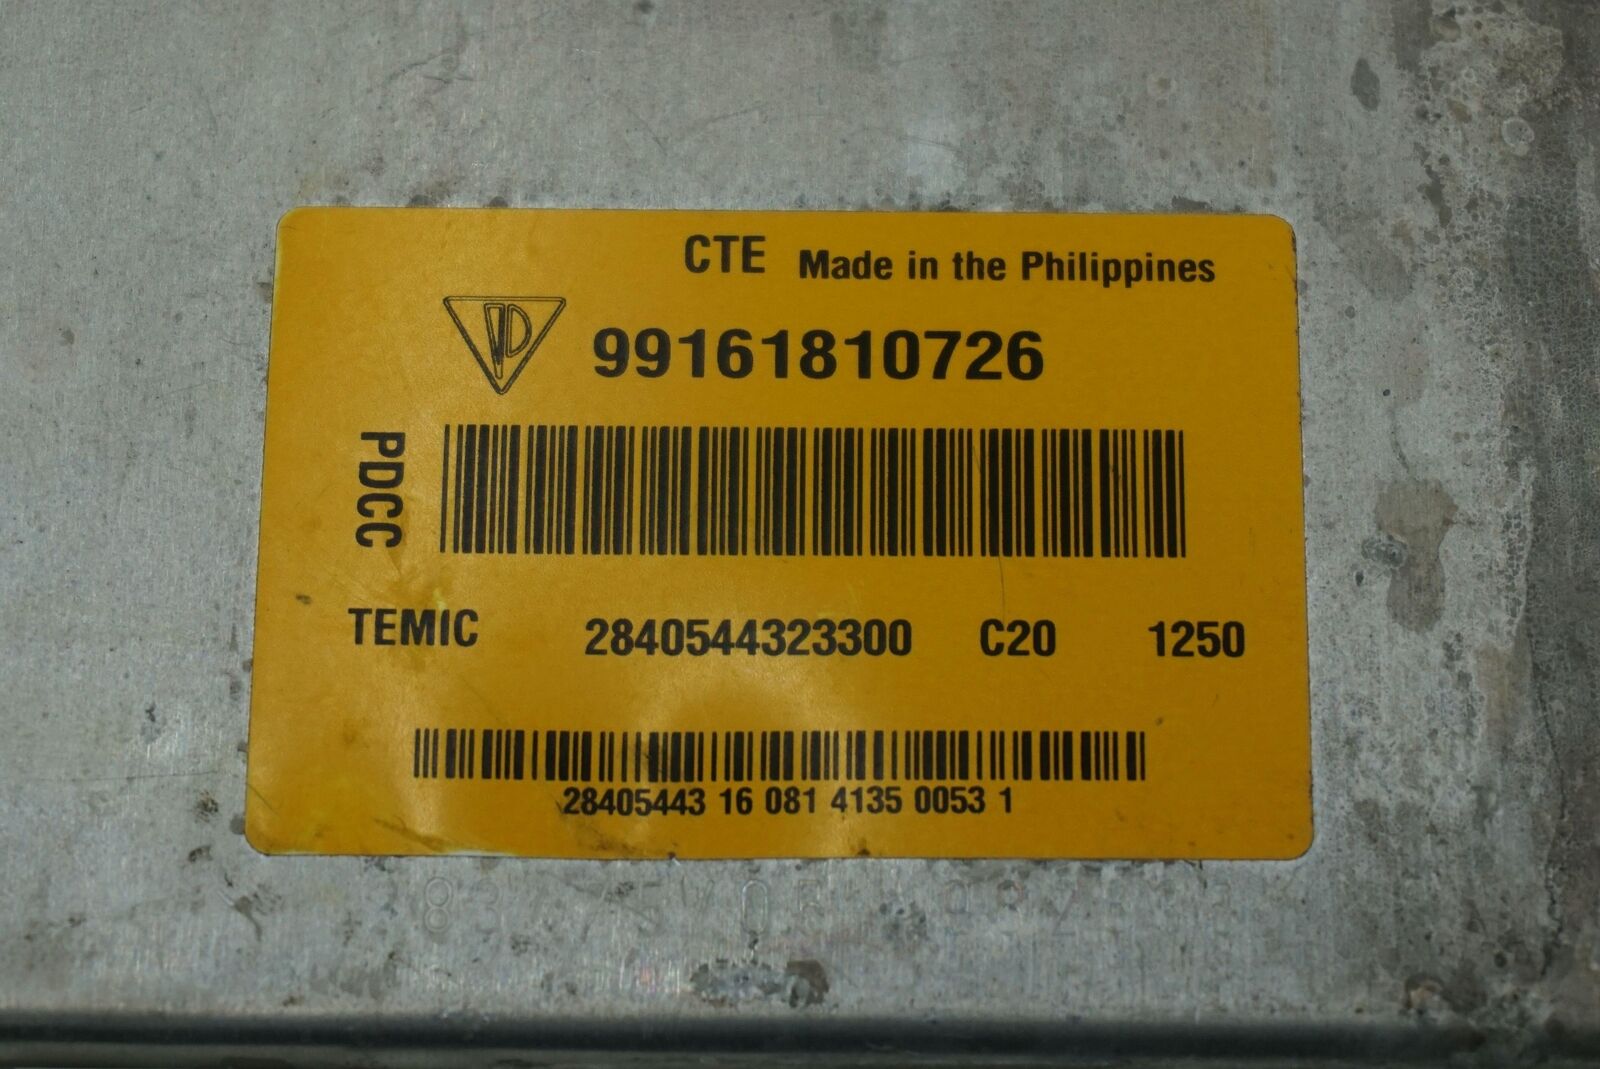 CTE Made in the Philippines
99161810726
PDCC
TEMIC 2840544323300 C20 1250
28405443 16 081 4135 0053 1